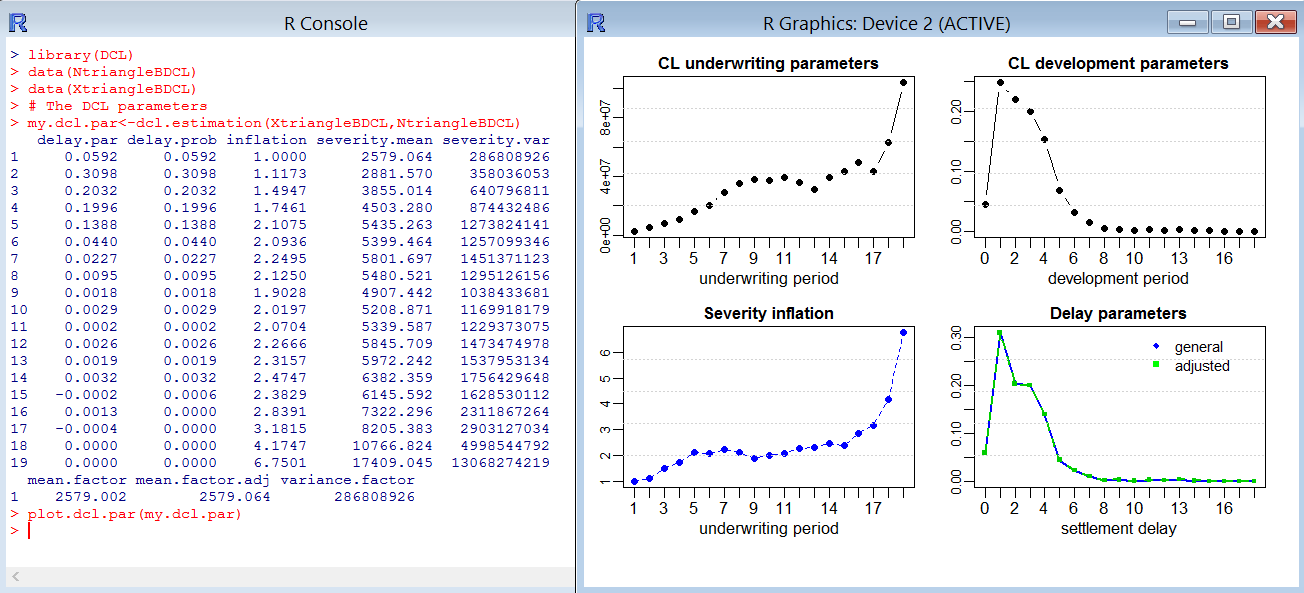 R Console
> library(DCL)
> data(NtriangleBDCL)
> data(XtriangleBDCL)
> # The DCL parameters
> my.dcl.par<-dcl.estimation(XtriangleBDCL,NtriangleBDCL)
delay.par delay.prob inflation severity.mean severity.var
1 0.0592 0.0592 1.0000 2579.064 286808926
2 0.3098 0.3098 1.1173 2881.570 358036053
3 0.2032 0.2032 1.4947 3855.014 640796811
4 0.1996 0.1996 1.7461 4503.280 874432486
5 0.1388 0.1388 2.1075 5435.263 1273824141
6 0.0440 0.0440 2.0936 5399.464 1257099346
7 0.0227 0.0227 2.2495 5801.697 1451371123
8 0.0095 0.0095 2.1250 5480.521 1295126156
9 0.0018 0.0018 1.9028 4907.442 1038433681
10 0.0029 0.0029 2.0197 5208.871 1169918179
11 0.0002 0.0002 2.0704 5339.587 1229373075
12 0.0026 0.0026 2.2666 5845.709 1473474978
13 0.0019 0.0019 2.3157 5972.242 1537953134
14 0.0032 0.0032 2.4747 6382.359 1756429648
15 -0.0002 0.0006 2.3829 6145.592 1628530112
16 0.0013 0.0000 2.8391 7322.296 2311867264
17 -0.0004 0.0000 3.1815 8205.383 2903127034
18 0.0000 0.0000 4.1747 10766.824 4998544792
19 0.0000 0.0000 6.7501 17409.045 13068274219
mean.factor mean.factor.adj variance.factor
1 2579.002 2579.064 286808926
> plot.dcl.par(my.dcl.par)
>
R Graphics: Device 2 (ACTIVE)
CL underwriting parameters
8e+07
4e+07
0e+00
1 3 5 7 9 11 14 17
underwriting period
CL development parameters
0.20
0.10
0.00
0 2 4 6 8 10 13 16
development period
Severity inflation
6
5
4
3
2
1
1 3 5 7 9 11 14 17
underwriting period
Delay parameters
0.30
0.20
0.10
0.00
general
adjusted
0 2 4 6 8 10 13 16
settlement delay